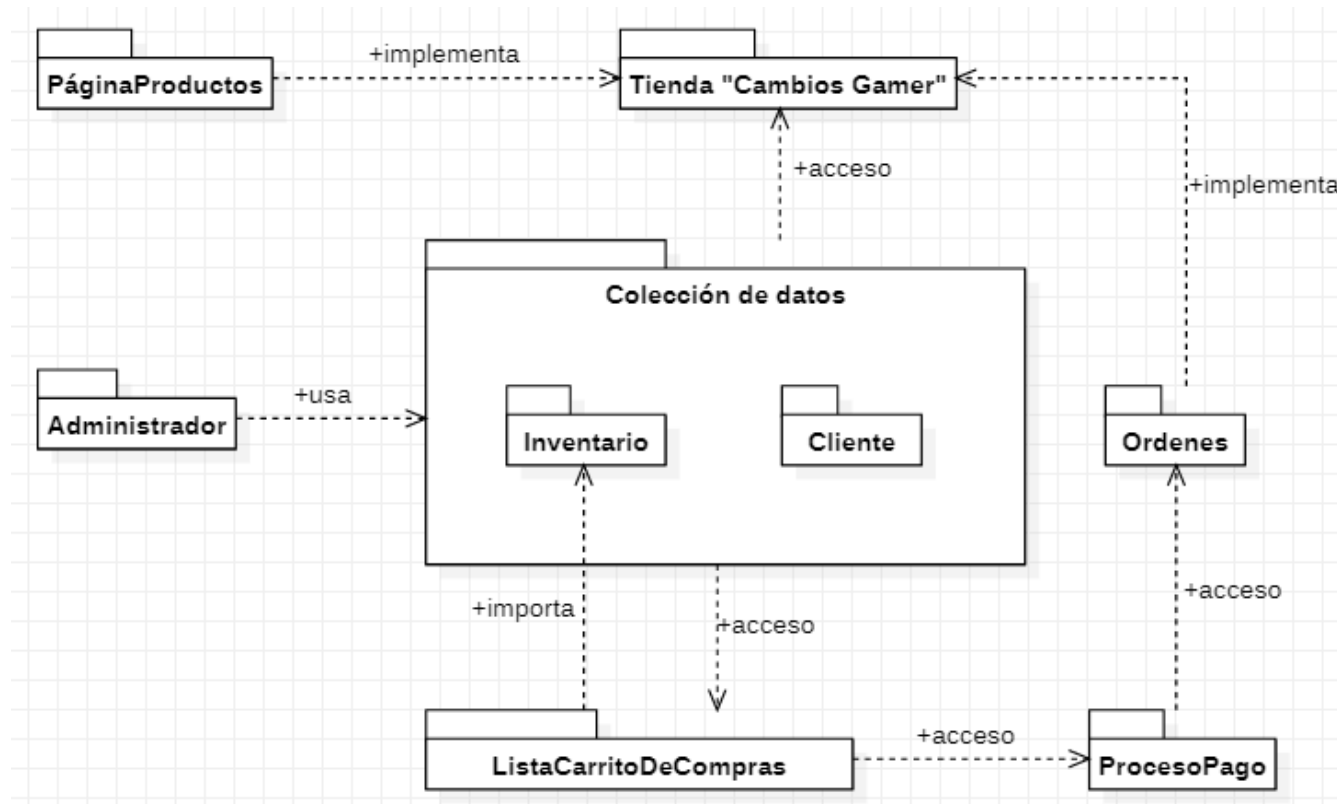 +implementa
PáginaProductos
Tienda "Cambios Gamer"
+acceso
+implementa
Colección de datos
+usa
Administrador
Inventario
Cliente
Ordenes
+importa
+acceso
+acceso
+acceso
ListaCarritoDeCompras
ProcesoPago